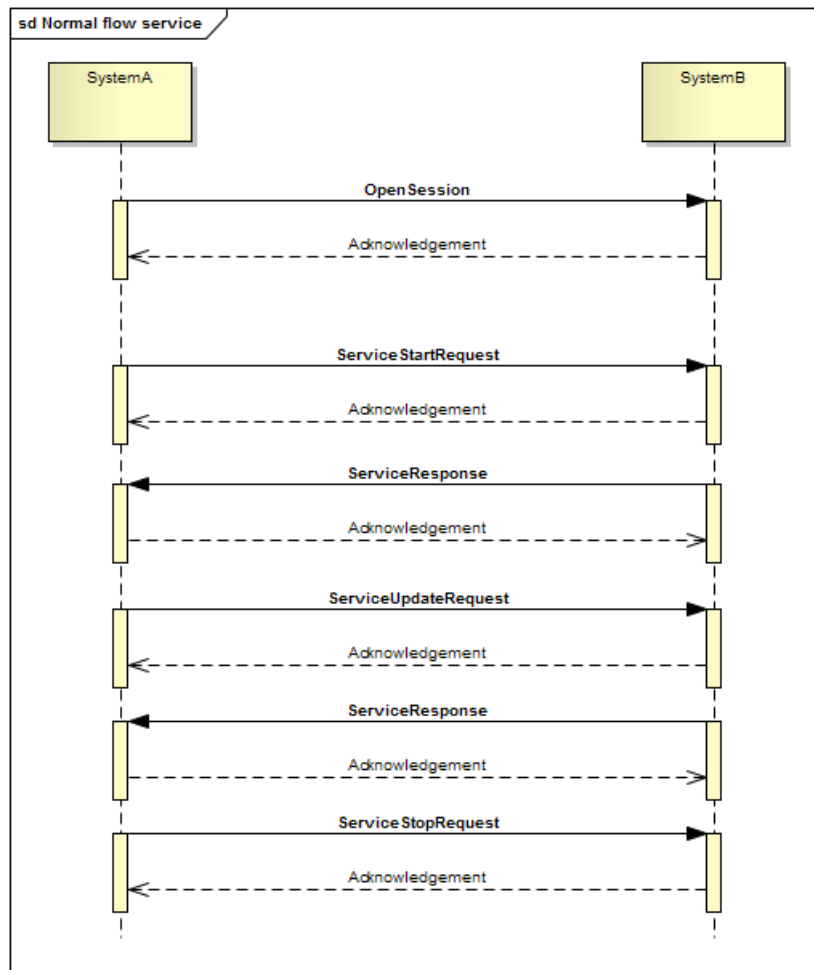 sd Normal flow service
SystemA
SystemB
OpenSession
Acknowledgement
ServiceStartRequest
Acknowledgement
ServiceResponse
Acknowledgement
ServiceUpdateRequest
Acknowledgement
ServiceResponse
Acknowledgement
ServiceStopRequest
Acknowledgement